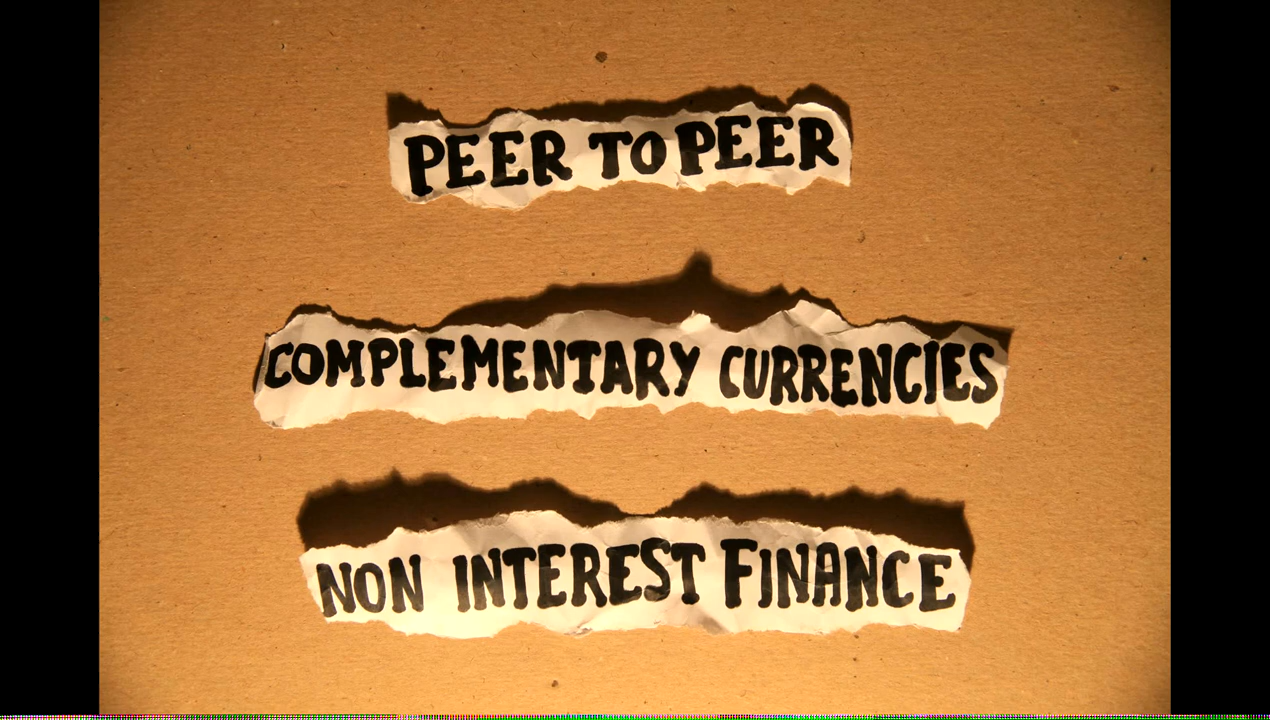 PEER TO PEER
COMPLEMENTARY CURRENCIES
NON INTEREST FINANCE